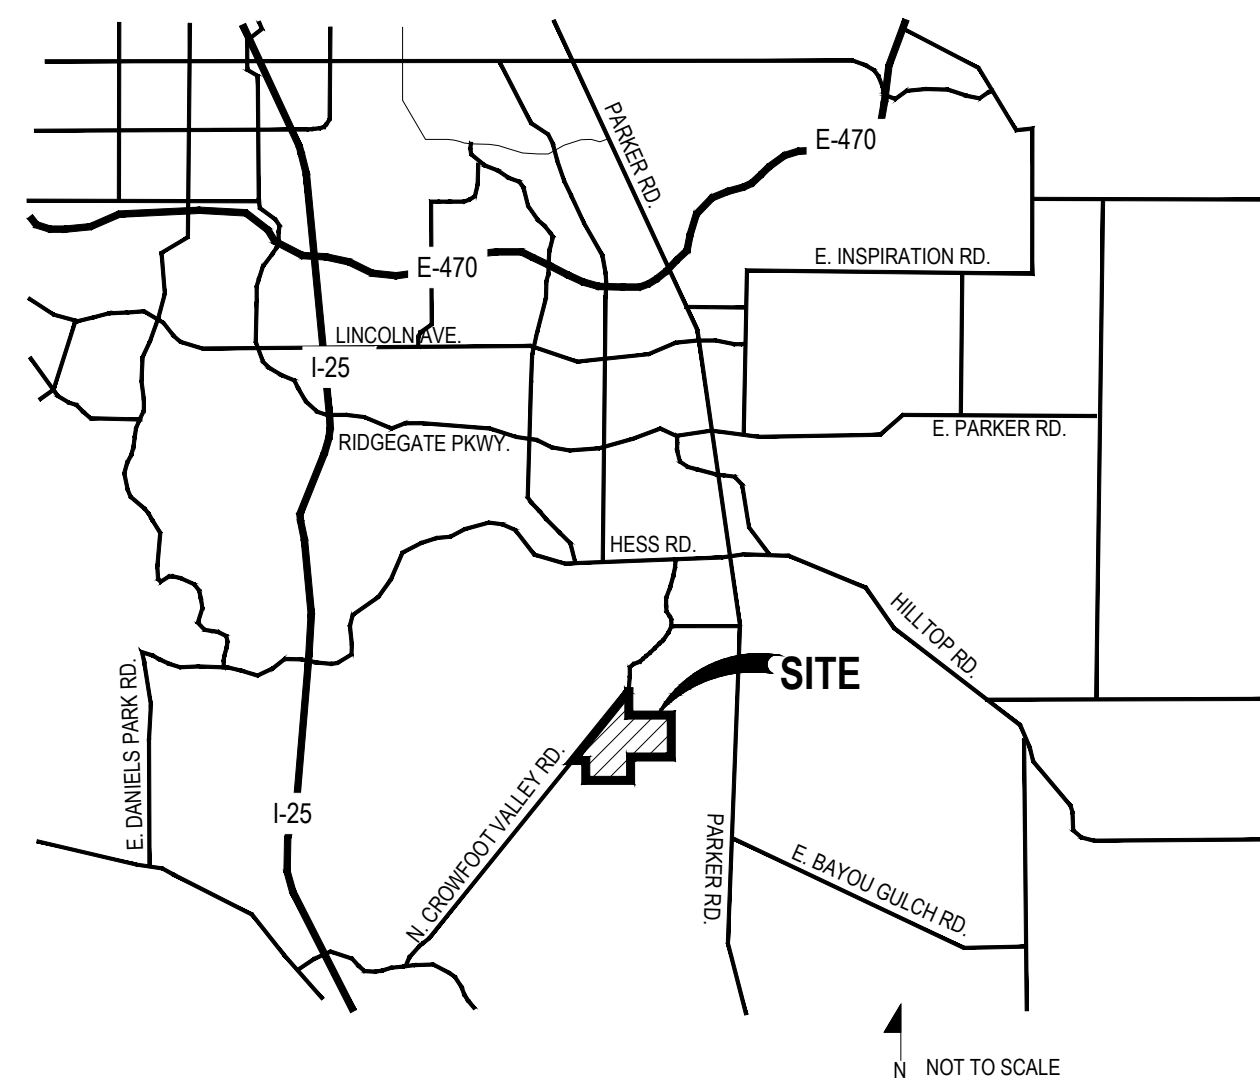 PARKER RD.
E-470
E. INSPIRATION RD.
E-470
LINCOLN AVE.
I-25
E. PARKER RD.
RIDGEGATE PKWY.
HESS RD.
HILLTOP RD.
SITE
E. DANIELS PARK RD.
N. CROWFOOT VALLEY RD.
I-25
PARKER RD.
E. BAYOU GULCH RD.
N
NOT TO SCALE